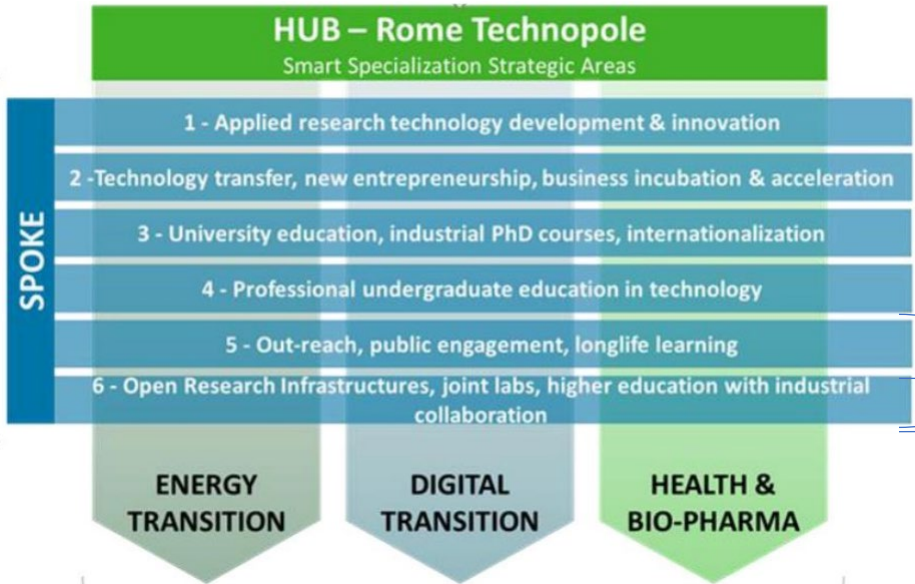 HUB – Rome Technopole
Smart Specialization Strategic Areas
SPOKE
1 - Applied research technology development & innovation
2 -Technology transfer, new entrepreneurship, business incubation & acceleration
3 - University education, industrial PhD courses, internationalization
4 - Professional undergraduate education in technology
5 - Out-reach, public engagement, longlife learning
6 - Open Research Infrastructures, joint labs, higher education with industrial
collaboration
ENERGY
TRANSITION
DIGITAL
TRANSITION
HEALTH &
BIO-PHARMA